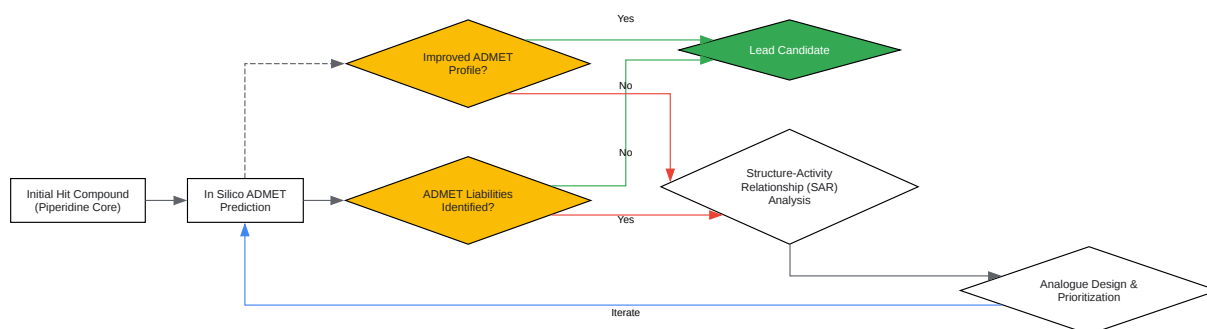 Yes
Improved ADMET
Profile?
Lead Candidate
No
No
Initial Hit Compound
(Piperidine Core)
In Silico ADMET
Prediction
ADMET Liabilities
Identified?
Yes
Structure-Activity
Relationship (SAR)
Analysis
Analogue Design &
Prioritization
Iterate